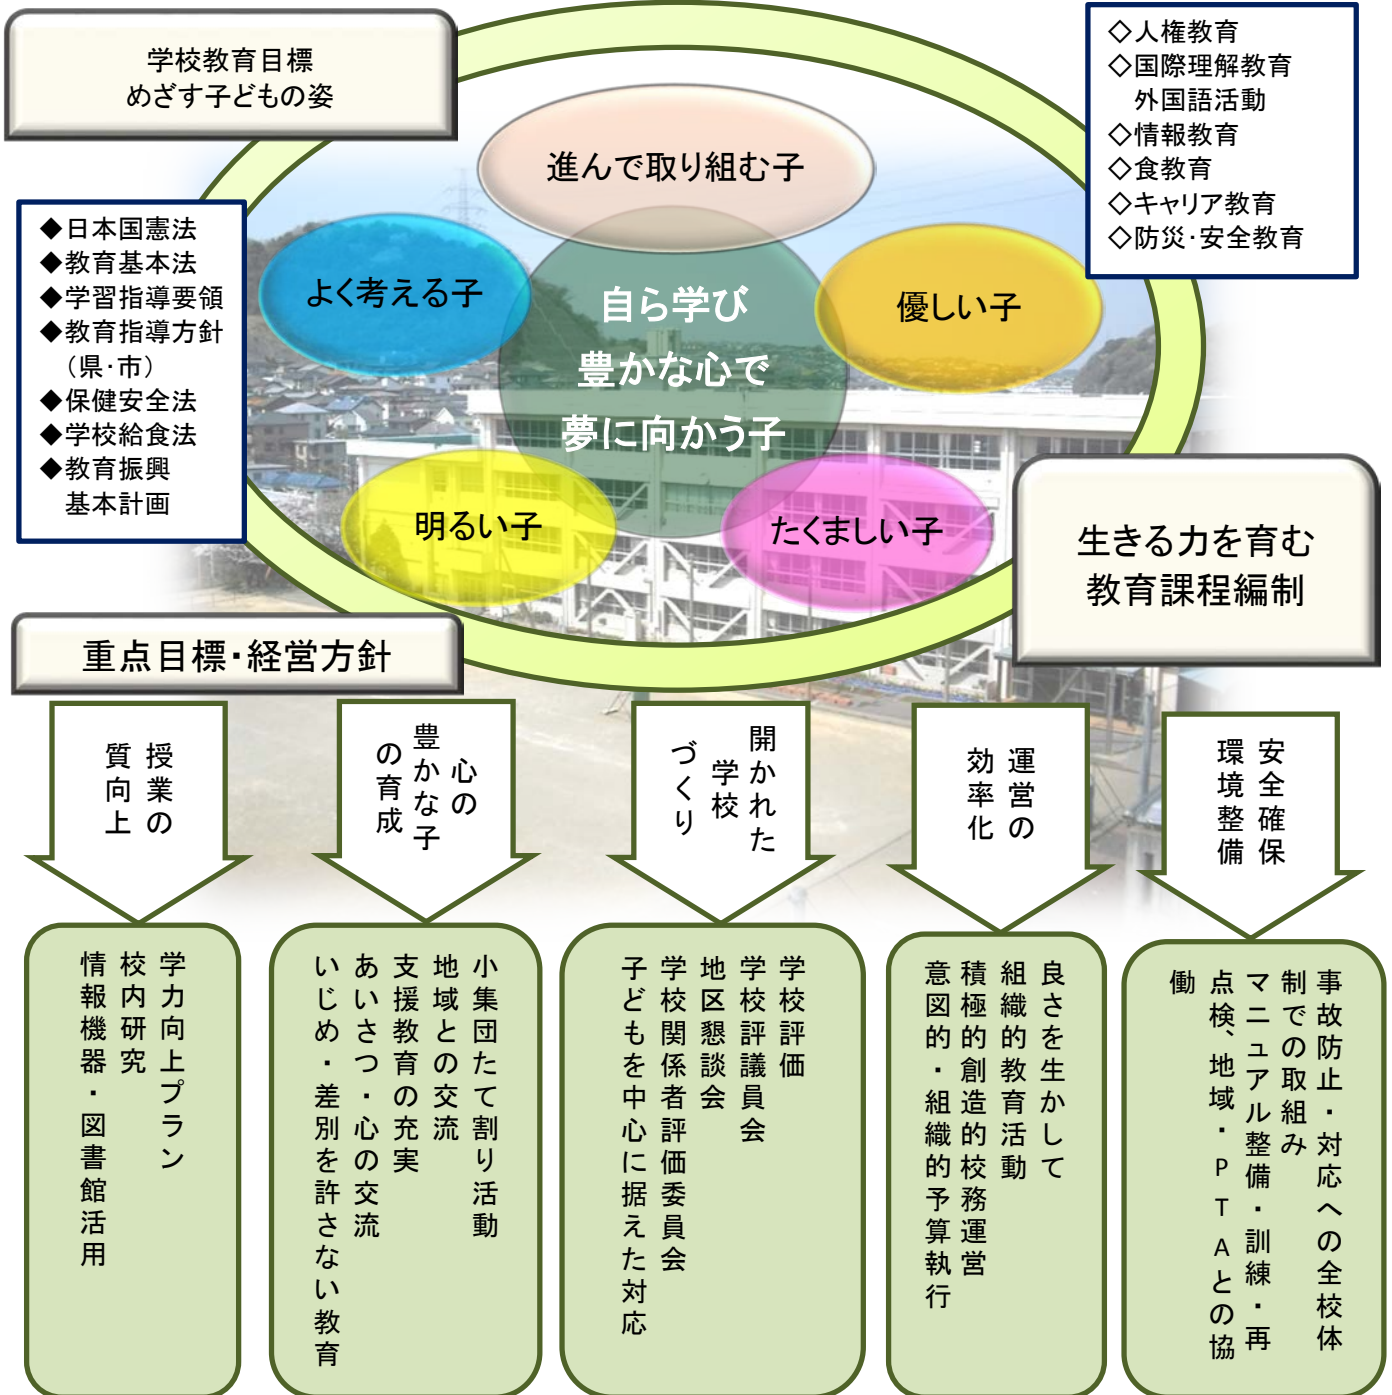 学校教育目標
めざす子どもの姿
◇人権教育
◇国際理解教育
外国語活動
◇情報教育
◇食教育
◇キャリア教育
◇防災・安全教育
◆日本国憲法
◆教育基本法
◆学習指導要領
◆教育指導方針
（県・市）
◆保健安全法
◆学校給食法
◆教育振興
基本計画
進んで取り組む子
よく考える子
優しい子
自ら学び
豊かな心で
夢に向かう子
明るい子
たくましい子
生きる力を育む
教育課程編制
重点目標・経営方針
授業の
質向上
心の
豊かな子
の育成
開かれた
学校
づくり
運営の
効率化
安全確保
環境整備
学力向上プラン
校内研究
情報機器・図書館活用
小集団たて割り活動
地域との交流
支援教育の充実
あいさつ・心の交流
いじめ・差別を許さない教育
学校評価
学校評議員会
地区懇談会
学校関係者評価委員会
子どもを中心に据えた対応
良さを生かして
組織的教育活動
積極的創造的校務運営
意図的・組織的予算執行
事故防止・対応への全校体
制での取組み
マニュアル整備・訓練・再
点検、地域・PTAとの協
働